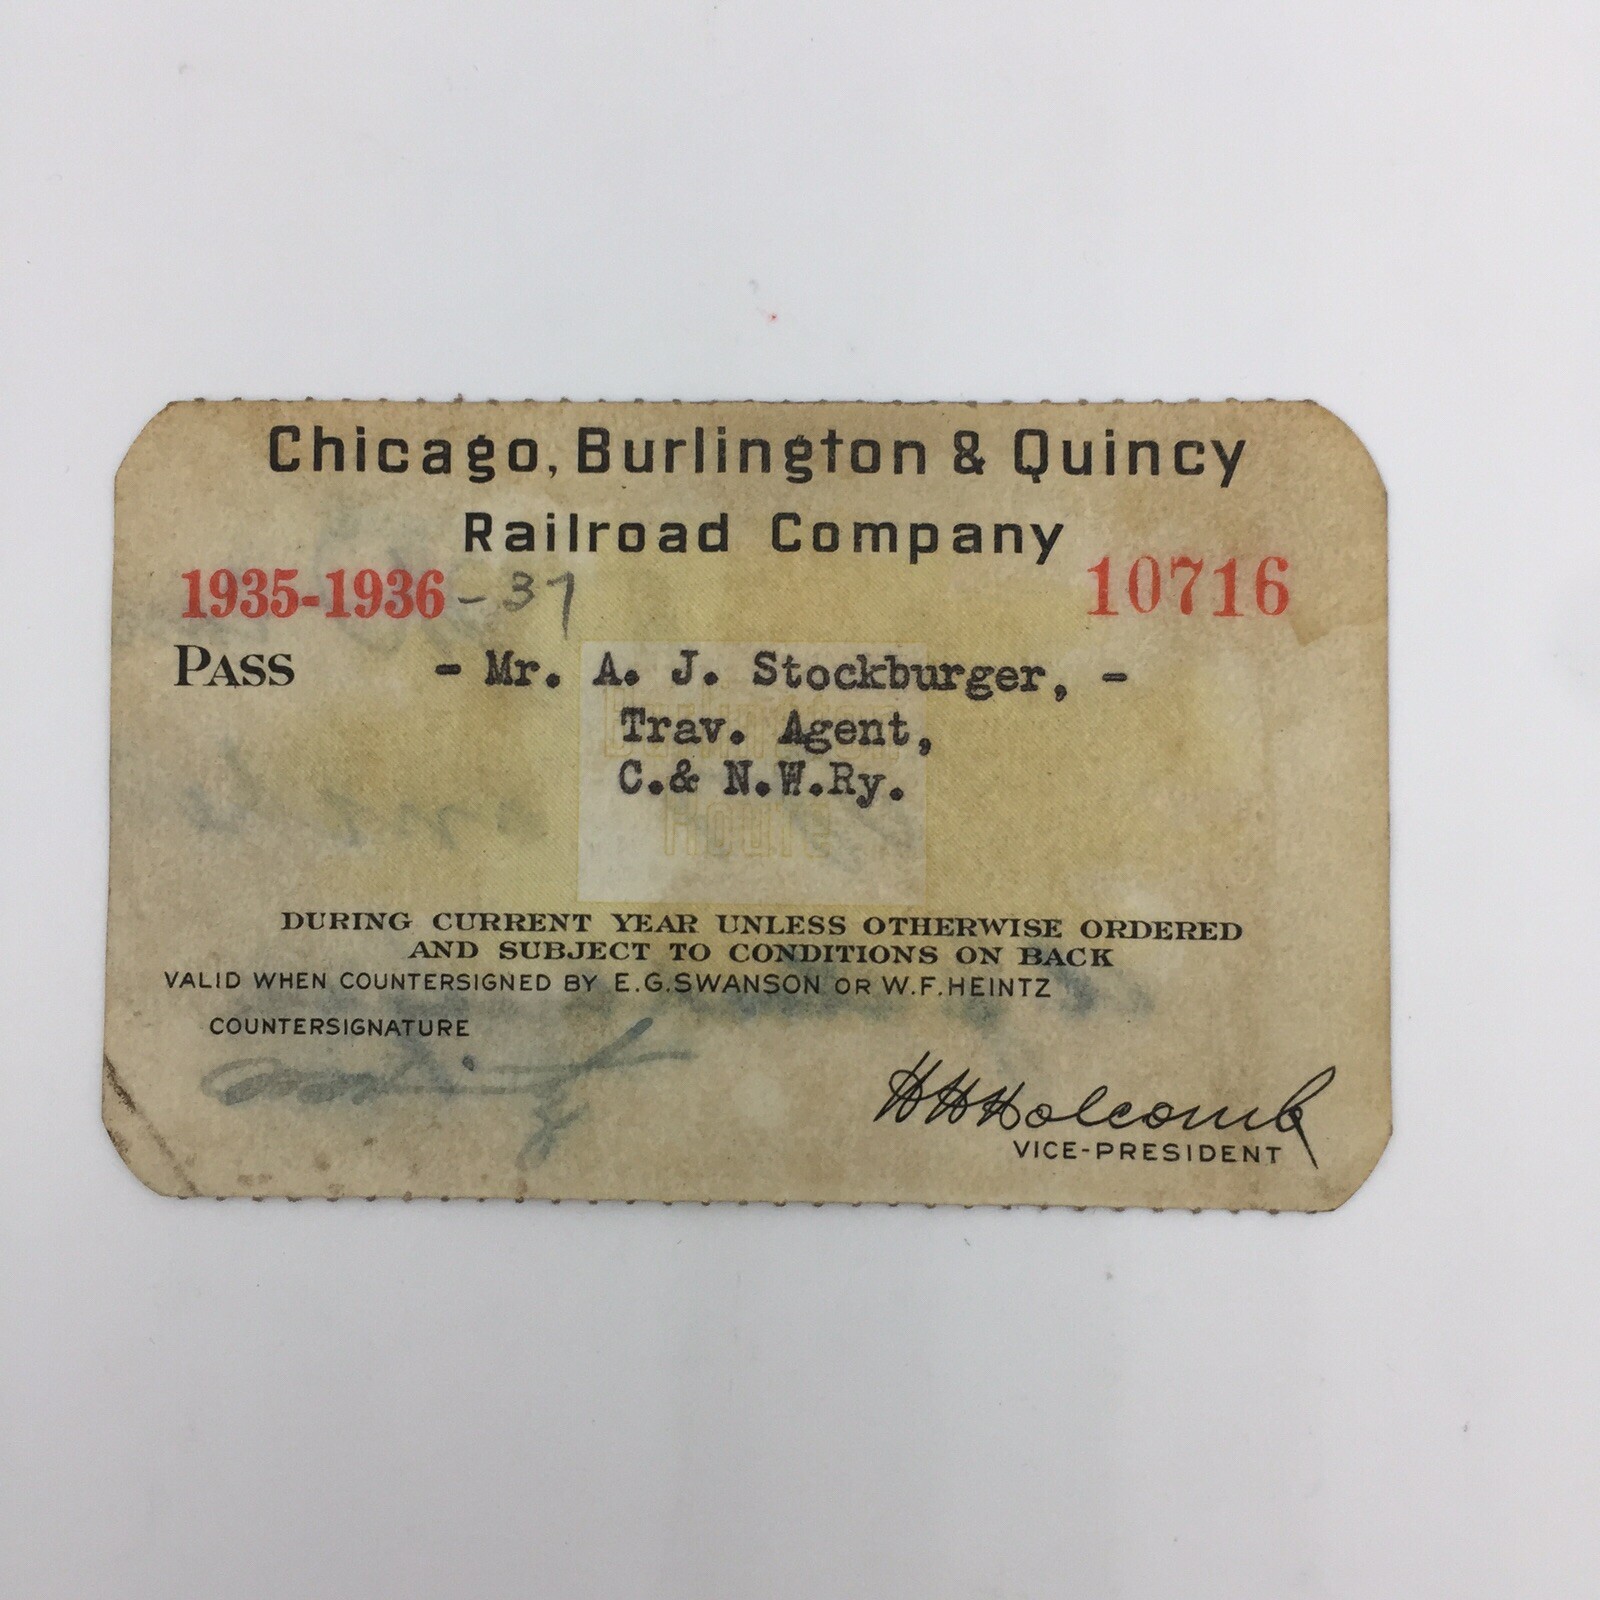 Chicago, Burlington & Quincy
Railroad Company
1935-1936 - 37 10716
PASS - Mr. A. J. Stockburger, -
Trav. Agent,
C.& N.W.Ry.
Route
DURING CURRENT YEAR UNLESS OTHERWISE ORDERED
AND SUBJECT TO CONDITIONS ON BACK
VALID WHEN COUNTERSIGNED BY E.G.SWANSON OR W.F.HEINTZ
COUNTERSIGNATURE
HHHolcomb
VICE-PRESIDENT